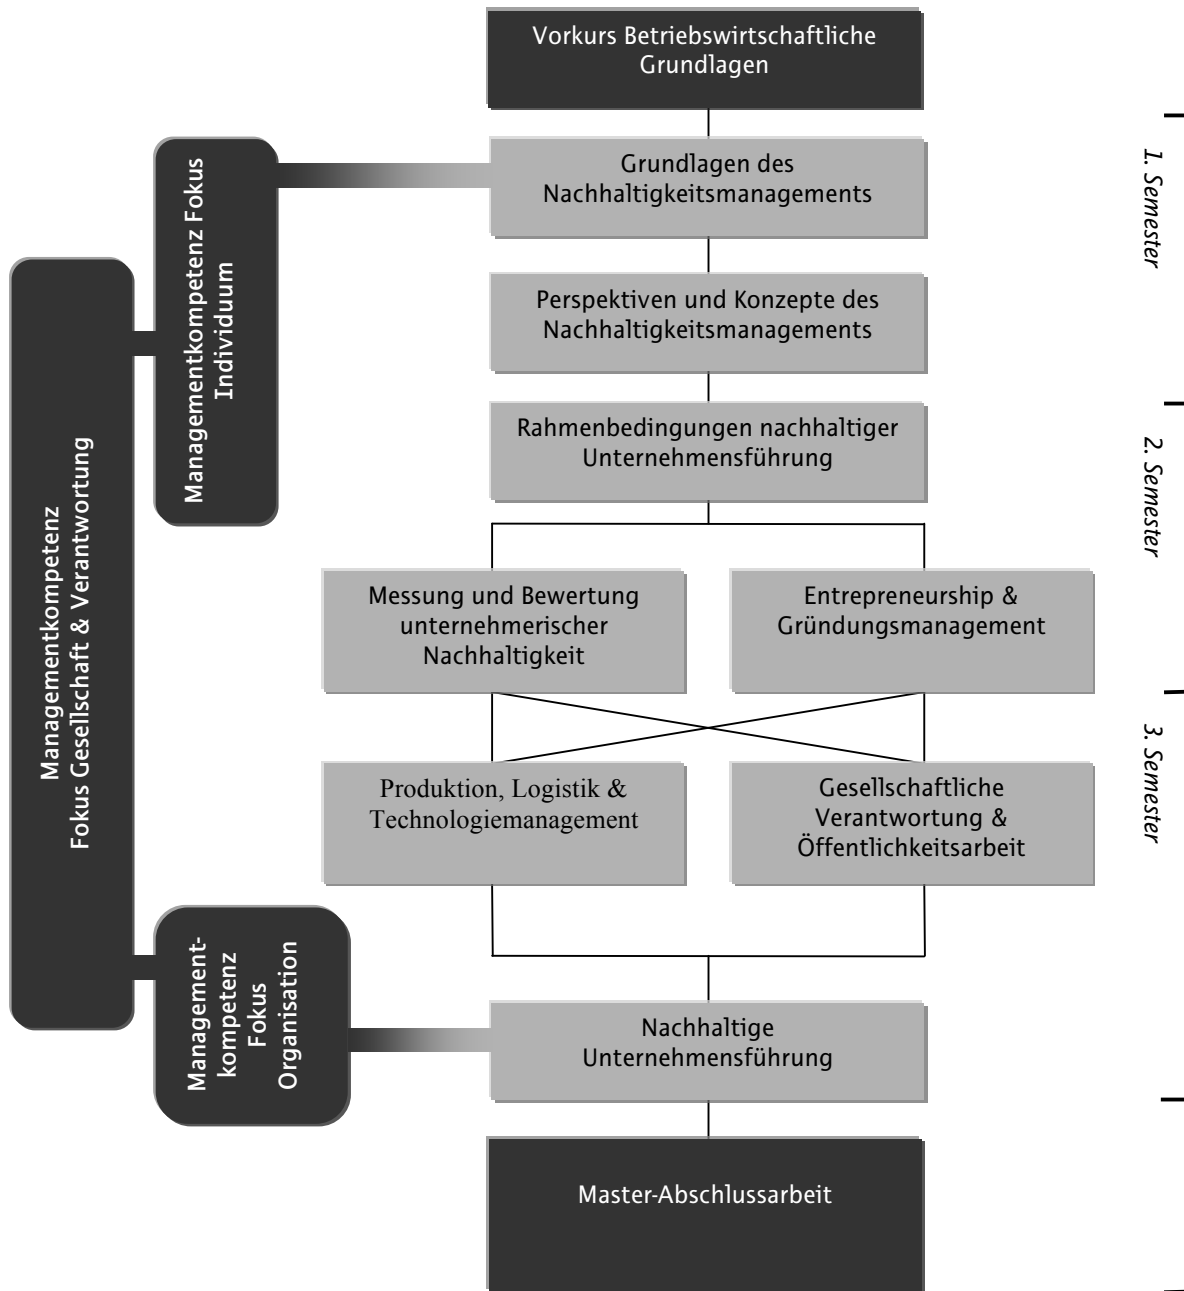 Vorkurs Betriebswirtschaftliche
Grundlagen
Grundlagen des
Nachhaltigkeitsmanagements
Perspektiven und Konzepte des
Nachhaltigkeitsmanagements
Rahmenbedingungen nachhaltiger
Unternehmensführung
Messung und Bewertung
unternehmerischer
Nachhaltigkeit
Entrepreneurship &
Gründungsmanagement
Produktion, Logistik &
Technologiemanagement
Gesellschaftliche
Verantwortung &
Öffentlichkeitsarbeit
Nachhaltige
Unternehmensführung
Master-Abschlussarbeit
Managementkompetenz
Fokus Gesellschaft & Verantwortung
Managementkompetenz Fokus
Individuum
Management-
kompetenz
Fokus
Organisation
1. Semester
2. Semester
3. Semester